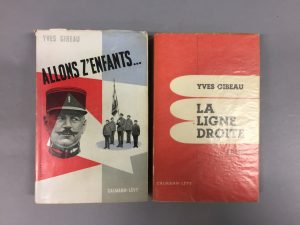 YVES GIBEAU
ALLONS Z'ENFANTS...
CALMANN-LÉVY
YVES GIBEAU
LA
LIGNE
DROITE
CALMANN-LÉVY